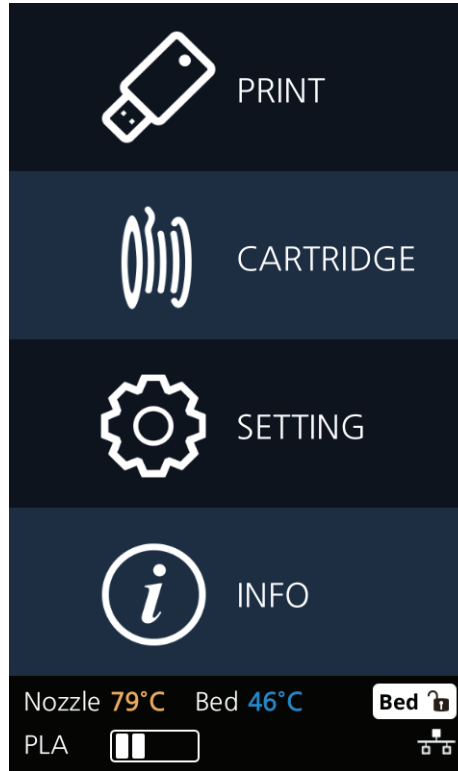 PRINT
CARTRIDGE
SETTING
INFO
Nozzle 79°C Bed 46°C Bed
PLA